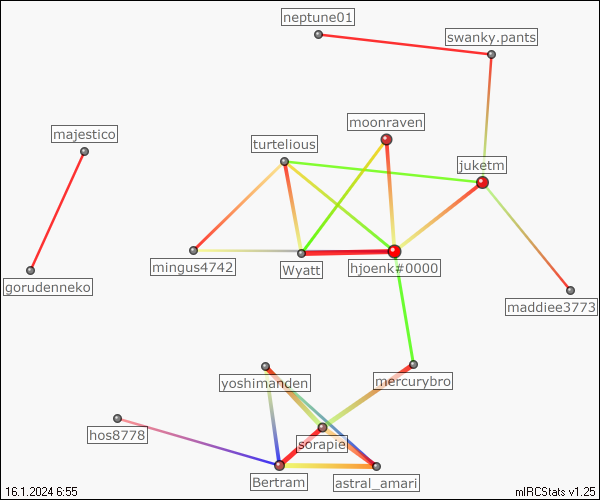 neptune01
swanky.pants
moonraven
majestico
turtelious
juketm
mingus4742
Wyatt
hjoenk#0000
gorudenneko
maddiee3773
yoshimanden
mercurybro
hos8778
sorapie
Bertram
astral_amari
16.1.2024 6:55
mIRCStats v1.25